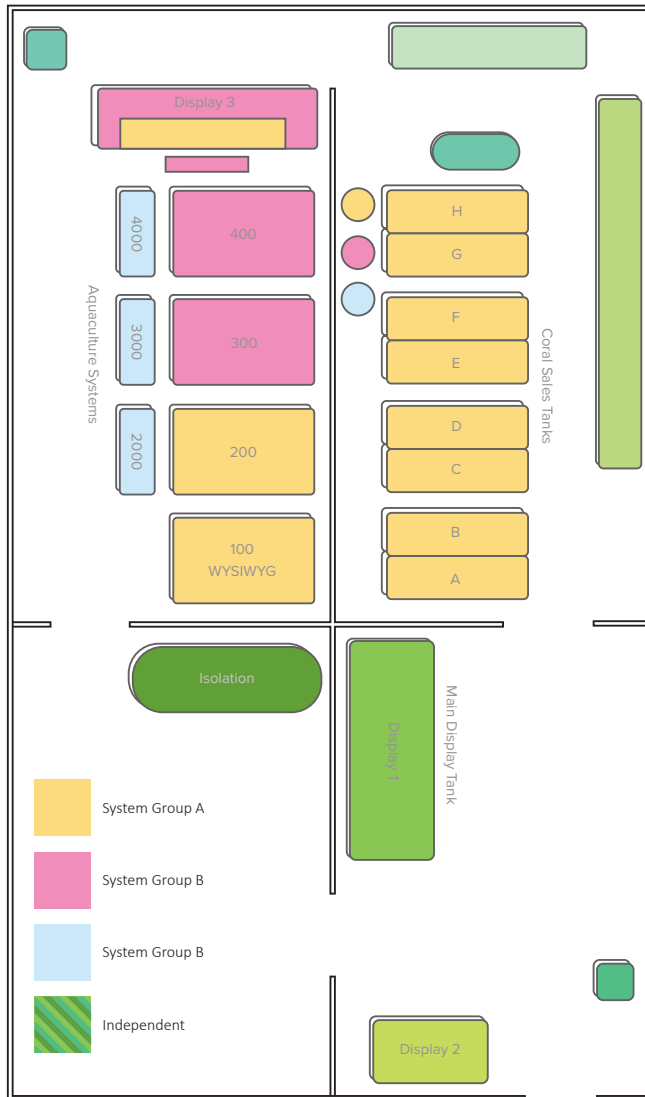 Display 3
4000
400
H
G
Aquaculture Systems
3000
300
F
E
Coral Sales Tanks
2000
200
D
C
100
WYSIWYG
B
A
Isolation
Display 1
Main Display Tank
System Group A
System Group B
System Group B
Independent
Display 2